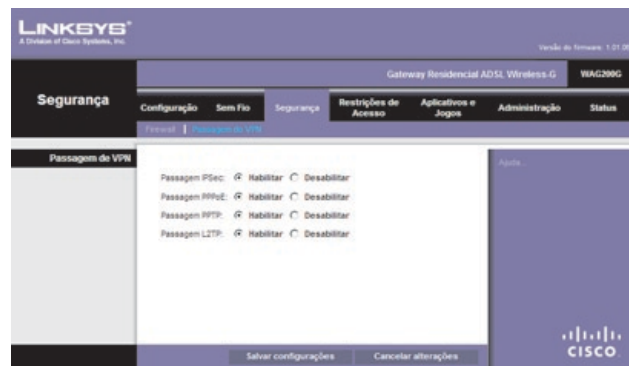 LINKSYS®
A Division of Cisco Systems, Inc.
Versão do firmware: 1.01.05
Gateway Residencial ADSL Wireless-G
WAG200G
Segurança
Configuração
Sem Fio
Segurança
Restrições de Acesso
Aplicativos e Jogos
Administração
Status
Firewall | Passagem de VPN
Passagem de VPN
Passagem IPSec: Habilitar Desabilitar
Passagem PPPoE: Habilitar Desabilitar
Passagem PPTP: Habilitar Desabilitar
Passagem L2TP: Habilitar Desabilitar
Ajuda...
Salvar configurações
Cancelar alterações
CISCO